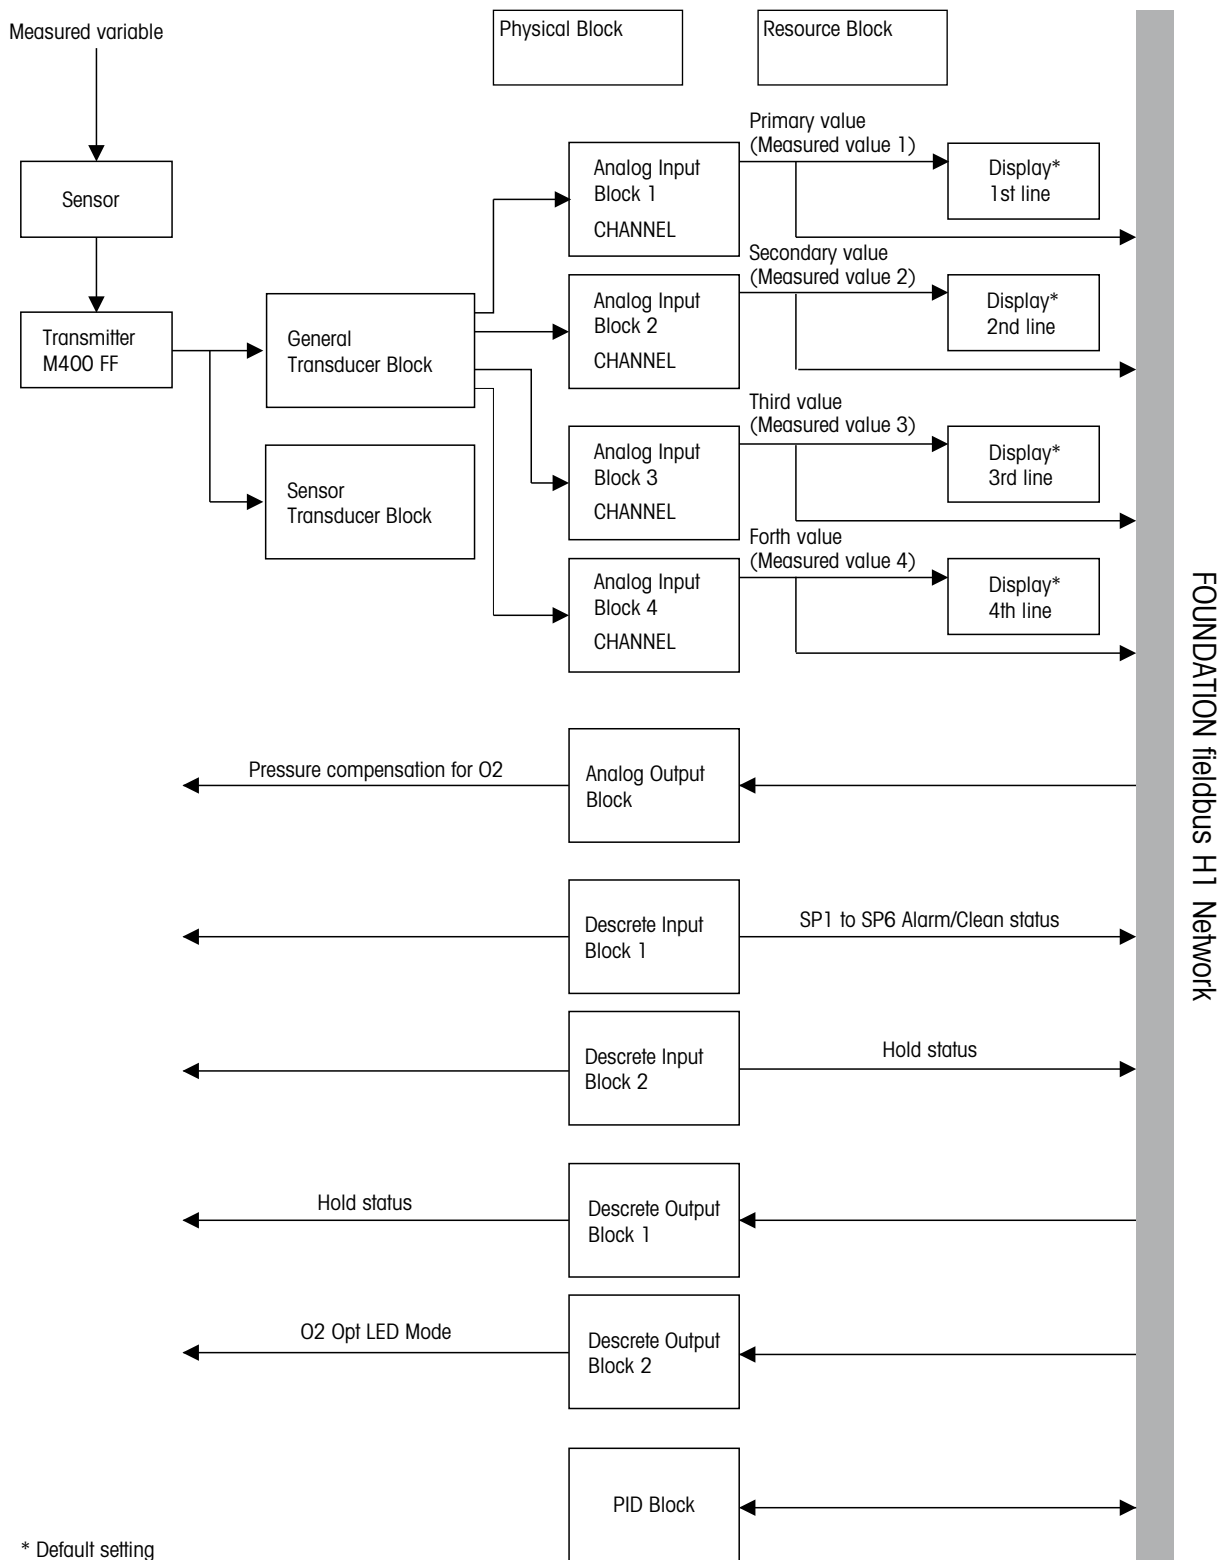 Measured variable
Physical Block
Resource Block
Sensor
Transmitter
M400 FF
General
Transducer Block
Sensor
Transducer Block
Analog Input
Block 1
CHANNEL
Primary value
(Measured value 1)
Display*
1st line
Analog Input
Block 2
CHANNEL
Secondary value
(Measured value 2)
Display*
2nd line
Analog Input
Block 3
CHANNEL
Third value
(Measured value 3)
Display*
3rd line
Analog Input
Block 4
CHANNEL
Forth value
(Measured value 4)
Display*
4th line
FOUNDATION fieldbus H1 Network
Pressure compensation for O2
Analog Output
Block
Descrete Input
Block 1
SP1 to SP6 Alarm/Clean status
Descrete Input
Block 2
Hold status
Hold status
Descrete Output
Block 1
O2 Opt LED Mode
Descrete Output
Block 2
PID Block
* Default setting